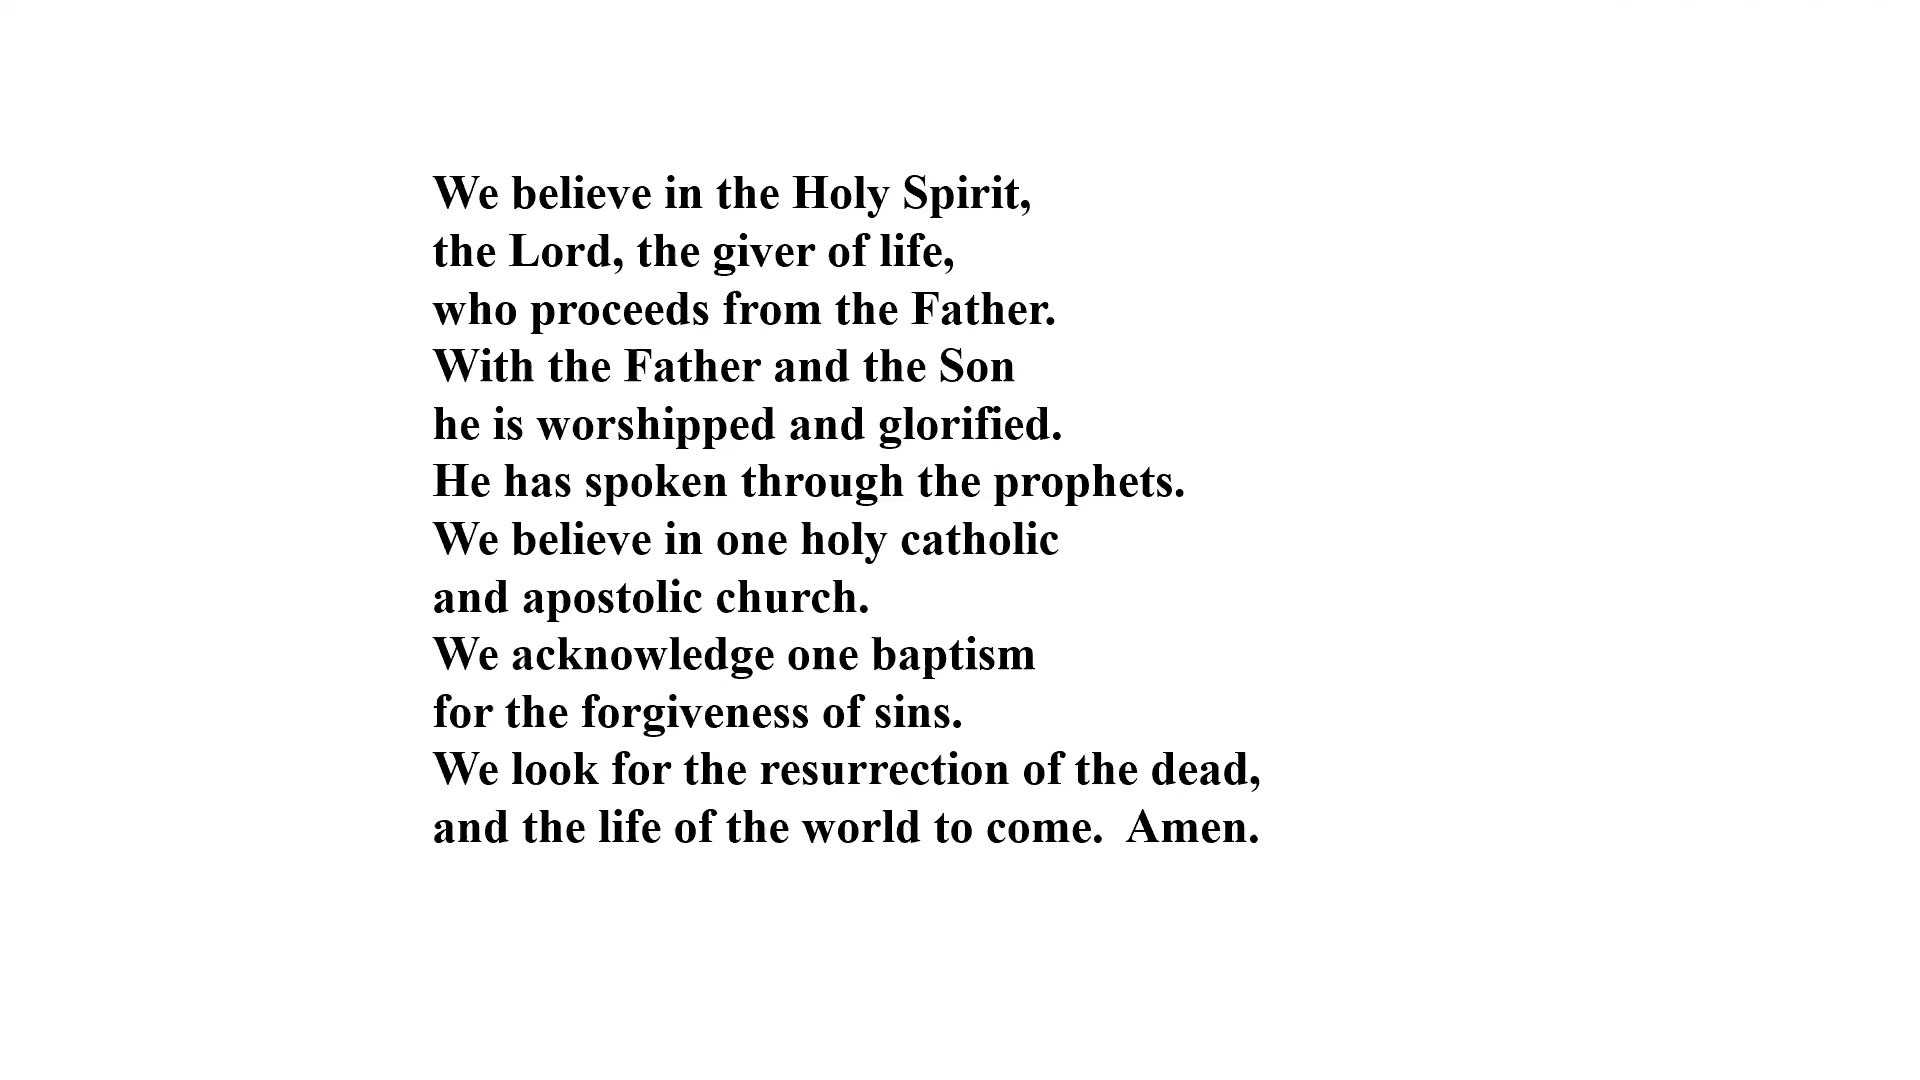 We believe in the Holy Spirit,
the Lord, the giver of life,
who proceeds from the Father.
With the Father and the Son
he is worshipped and glorified.
He has spoken through the prophets.
We believe in one holy catholic
and apostolic church.
We acknowledge one baptism
for the forgiveness of sins.
We look for the resurrection of the dead,
and the life of the world to come.  Amen.